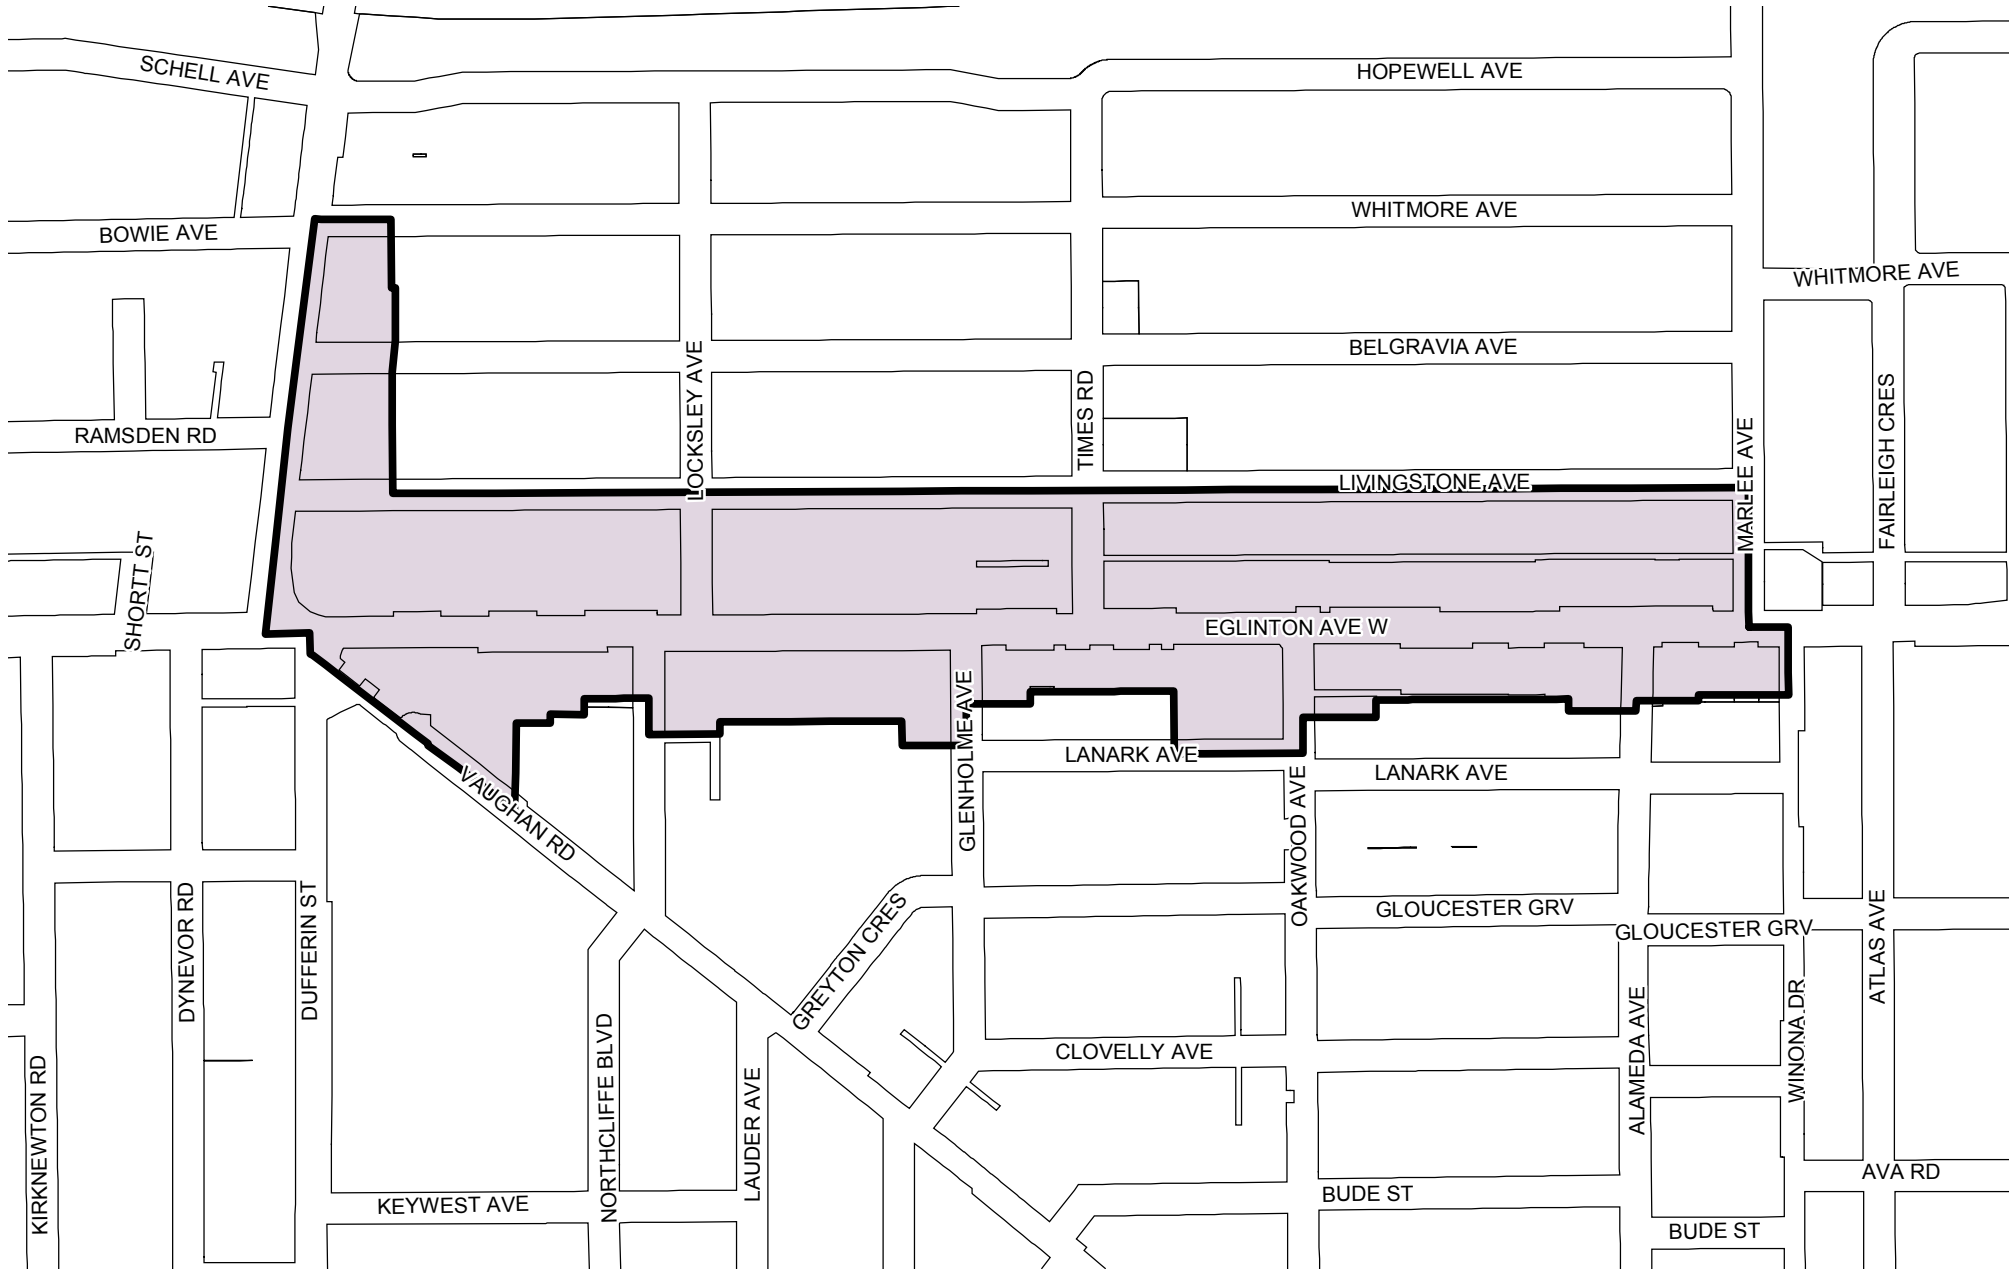 SCHELL AVE
HOPEWELL AVE
BOWIE AVE
WHITMORE AVE
WHITMORE AVE
BELGRAVIA AVE
LOCKSLEY AVE
TIMES RD
MARLEE AVE
FAIRLEIGH CRES
RAMSDEN RD
LIVINGSTONE AVE
SHORTT ST
EGLINTON AVE W
GLENHOLME AVE
LANARK AVE
LANARK AVE
VAUGHAN RD
OAKWOOD AVE
DYNEVOR RD
DUFFERIN ST
GREYTON CRES
GLOUCESTER GRV
GLOUCESTER GRV
ATLAS AVE
KIRKNEWTON RD
NORTHCLIFFE BLVD
LAUDER AVE
CLOVELLY AVE
ALAMEDA AVE
WINONA DR
KEYWEST AVE
BUDE ST
AVA RD
BUDE ST